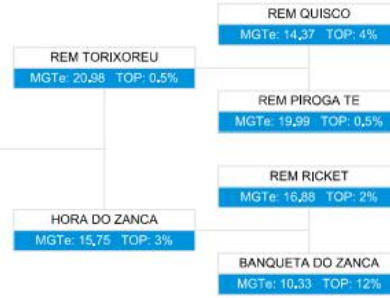 REM QUISCO
MGTe: 14,37 TOP: 4%
REM TORIXOREU
MGTe: 20,98 TOP: 0,5%
REM PIROGA TE
MGTe: 19,99 TOP: 0,5%
REM RICKET
MGTe: 16,88 TOP: 2%
HORA DO ZANCA
MGTe: 15,75 TOP: 3%
BANQUETA DO ZANCA
MGTe: 10,33 TOP: 12%